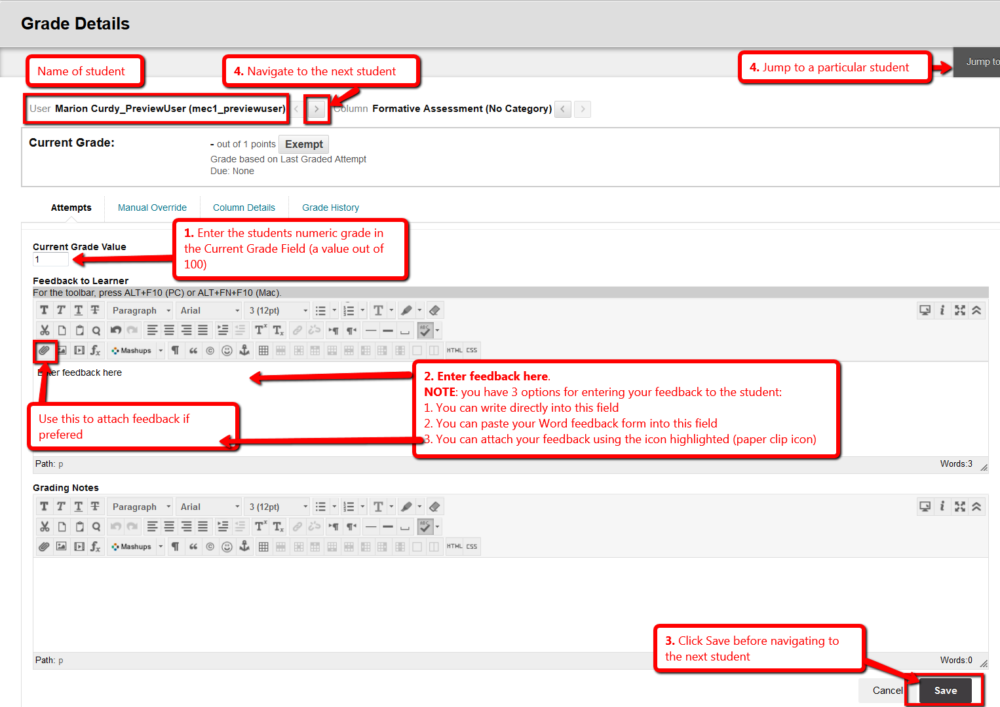 Grade Details
Name of student
4. Navigate to the next student
4. Jump to a particular student
Jump to
User Marion Curdy_PreviewUser (mec1_previewuser)
Column Formative Assessment (No Category)
Current Grade:
- out of 1 points Exempt
Grade based on Last Graded Attempt
Due: None
Attempts Manual Override Column Details Grade History
1. Enter the students numeric grade in
the Current Grade Field (a value out of
100)
Current Grade Value
1
Feedback to Learner
For the toolbar, press ALT+F10 (PC) or ALT+FN+F10 (Mac).
Paragraph Arial 3 (12pt)
Mashups HTML CSS
Enter feedback here
2. Enter feedback here.
NOTE: you have 3 options for entering your feedback to the student:
1. You can write directly into this field
2. You can paste your Word feedback form into this field
3. You can attach your feedback using the icon highlighted (paper clip icon)
Use this to attach feedback if
prefered
Path: p Words:3
Grading Notes
Paragraph Arial 3 (12pt)
Mashups HTML CSS
3. Click Save before navigating to
the next student
Path: p Words:0
Cancel Save